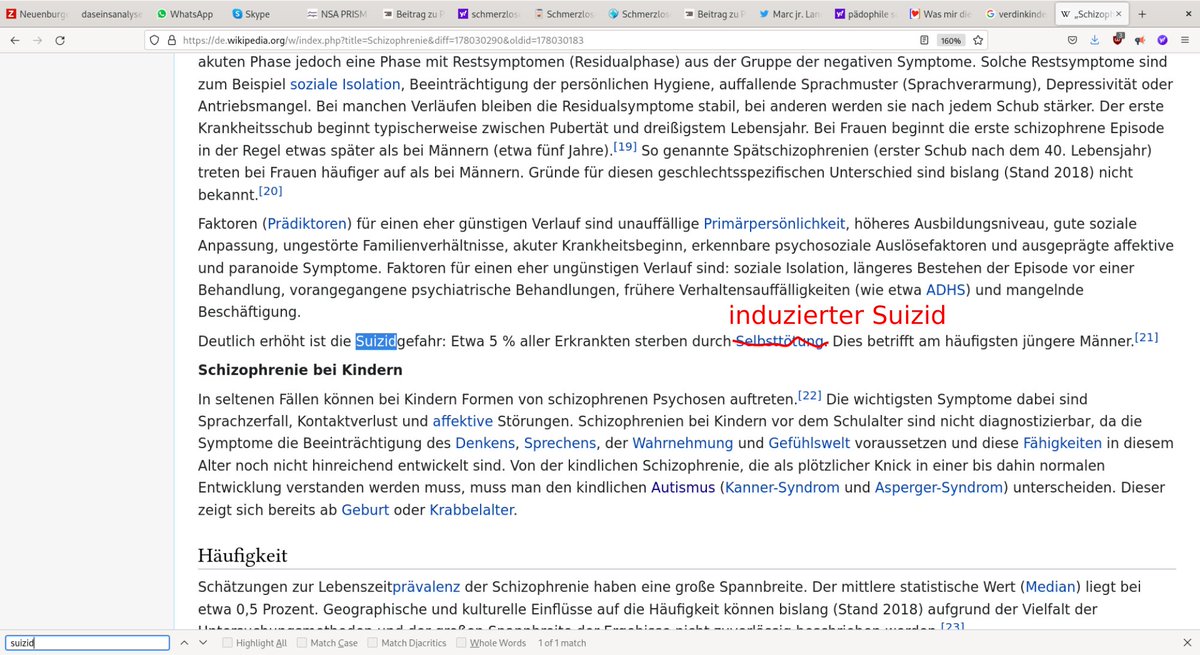 Neuenburg
daseinsanalyse
WhatsApp
Skype
NSA PRISM
Beitrag zu P
schmerzlos
Schmerzlos
Schmerzlos
Beitrag zu P
Marc jr. Lan
pädophile s
Was mir die
verdinkinde
„Schizoph
https://de.wikipedia.org/w/index.php?title=Schizophrenie&diff=178030290&oldid=178030183
160%
akuten Phase jedoch eine Phase mit Restsymptomen (Residualphase) aus der Gruppe der negativen Symptome. Solche Restsymptome sind
zum Beispiel soziale Isolation, Beeinträchtigung der persönlichen Hygiene, auffallende Sprachmuster (Sprachverarmung), Depressivität oder
Antriebsmangel. Bei manchen Verläufen bleiben die Residualsymptome stabil, bei anderen werden sie nach jedem Schub stärker. Der erste
Krankheitsschub beginnt typischerweise zwischen Pubertät und dreißigstem Lebensjahr. Bei Frauen beginnt die erste schizophrene Episode
in der Regel etwas später als bei Männern (etwa fünf Jahre).[19] So genannte Spätschizophrenien (erster Schub nach dem 40. Lebensjahr)
treten bei Frauen häufiger auf als bei Männern. Gründe für diesen geschlechtsspezifischen Unterschied sind bislang (Stand 2018) nicht
bekannt.[20]
Faktoren (Prädiktoren) für einen eher günstigen Verlauf sind unauffällige Primärpersönlichkeit, höheres Ausbildungsniveau, gute soziale
Anpassung, ungestörte Familienverhältnisse, akuter Krankheitsbeginn, erkennbare psychosoziale Auslösefaktoren und ausgeprägte affektive
und paranoide Symptome. Faktoren für einen eher ungünstigen Verlauf sind: soziale Isolation, längeres Bestehen der Episode vor einer
Behandlung, vorangegangene psychiatrische Behandlungen, frühere Verhaltensauffälligkeiten (wie etwa ADHS) und mangelnde
Beschäftigung.
induzierter Suizid
Deutlich erhöht ist die Suizidgefahr: Etwa 5 % aller Erkrankten sterben durch Selbsttötung. Dies betrifft am häufigsten jüngere Männer.[21]
Schizophrenie bei Kindern
In seltenen Fällen können bei Kindern Formen von schizophrenen Psychosen auftreten.[22] Die wichtigsten Symptome dabei sind
Sprachzerfall, Kontaktverlust und affektive Störungen. Schizophrenien bei Kindern vor dem Schulalter sind nicht diagnostizierbar, da die
Symptome die Beeinträchtigung des Denkens, Sprechens, der Wahrnehmung und Gefühlswelt voraussetzen und diese Fähigkeiten in diesem
Alter noch nicht hinreichend entwickelt sind. Von der kindlichen Schizophrenie, die als plötzlicher Knick in einer bis dahin normalen
Entwicklung verstanden werden muss, muss man den kindlichen Autismus (Kanner-Syndrom und Asperger-Syndrom) unterscheiden. Dieser
zeigt sich bereits ab Geburt oder Krabbelalter.
Häufigkeit
Schätzungen zur Lebenszeitprävalenz der Schizophrenie haben eine große Spannbreite. Der mittlere statistische Wert (Median) liegt bei
etwa 0,5 Prozent. Geographische und kulturelle Einflüsse auf die Häufigkeit können bislang (Stand 2018) aufgrund der Vielfalt der
Untersuchungsmethoden und der großen Spannbreite der Ergebnisse nicht zuverlässig beschrieben werden.[23]
suizid
Highlight All
Match Case
Match Diacritics
Whole Words
1 of 1 match